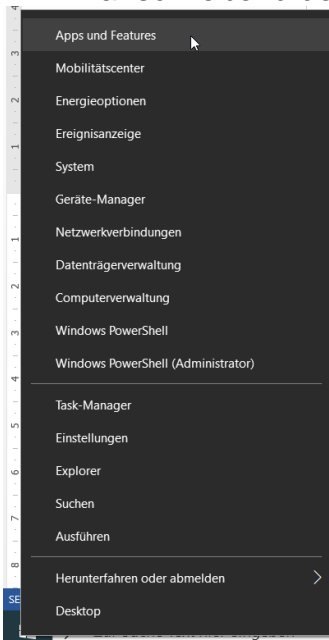 Apps und Features
Mobilitätscenter
Energieoptionen
Ereignisanzeige
System
Geräte-Manager
Netzwerkverbindungen
Datenträgerverwaltung
Computerverwaltung
Windows PowerShell
Windows PowerShell (Administrator)
Task-Manager
Einstellungen
Explorer
Suchen
Ausführen
Herunterfahren oder abmelden
Desktop
SE